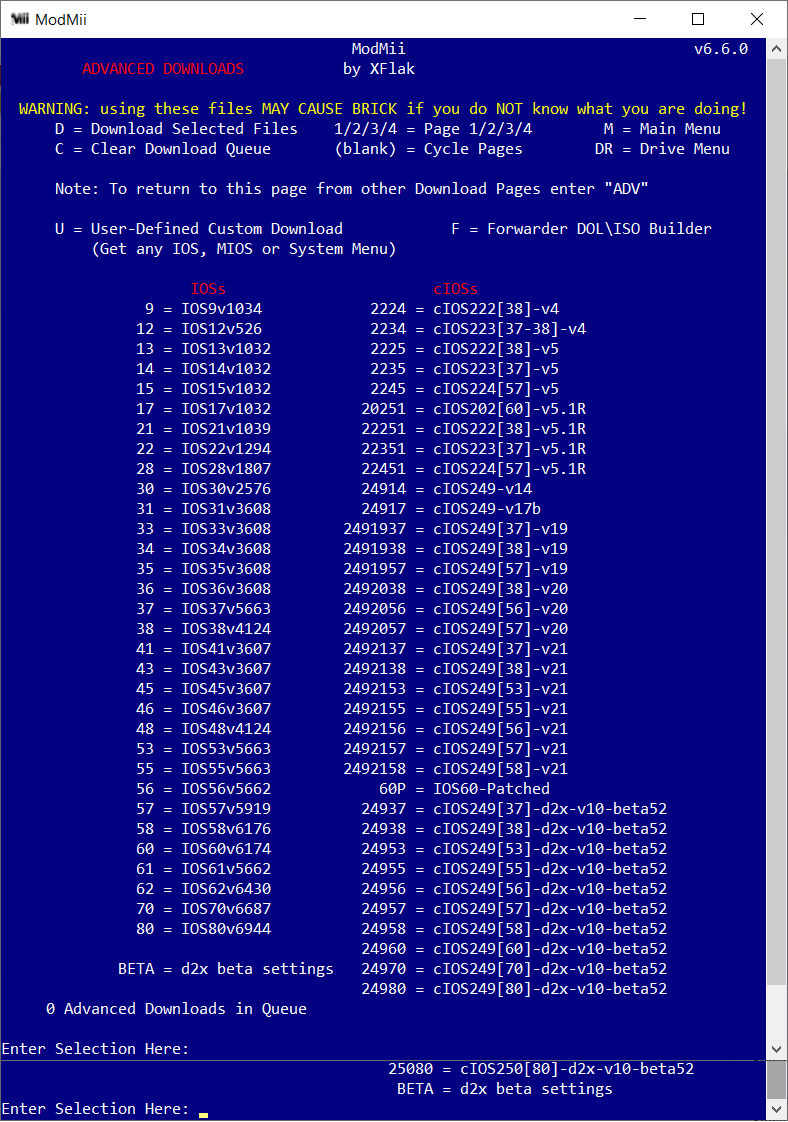 ModMii
ModMii v6.6.0
ADVANCED DOWNLOADS by XFlak
WARNING: using these files MAY CAUSE BRICK if you do NOT know what you are doing!
D = Download Selected Files 1/2/3/4 = Page 1/2/3/4 M = Main Menu
C = Clear Download Queue (blank) = Cycle Pages DR = Drive Menu
Note: To return to this page from other Download Pages enter "ADV"
U = User-Defined Custom Download F = Forwarder DOL\ISO Builder
(Get any IOS, MIOS or System Menu)
IOSs cIOSs
9 = IOS9v1034 2224 = cIOS222[38]-v4
12 = IOS12v526 2234 = cIOS223[37-38]-v4
13 = IOS13v1032 2225 = cIOS222[38]-v5
14 = IOS14v1032 2235 = cIOS223[37]-v5
15 = IOS15v1032 2245 = cIOS224[57]-v5
17 = IOS17v1032 20251 = cIOS202[60]-v5.1R
21 = IOS21v1039 22251 = cIOS222[38]-v5.1R
22 = IOS22v1294 22351 = cIOS223[37]-v5.1R
28 = IOS28v1807 22451 = cIOS224[57]-v5.1R
30 = IOS30v2576 24914 = cIOS249-v14
31 = IOS31v3608 24917 = cIOS249-v17b
33 = IOS33v3608 2491937 = cIOS249[37]-v19
34 = IOS34v3608 2491938 = cIOS249[38]-v19
35 = IOS35v3608 2491957 = cIOS249[57]-v19
36 = IOS36v3608 2492038 = cIOS249[38]-v20
37 = IOS37v5663 2492056 = cIOS249[56]-v20
38 = IOS38v4124 2492057 = cIOS249[57]-v20
41 = IOS41v3607 2492137 = cIOS249[37]-v21
43 = IOS43v3607 2492138 = cIOS249[38]-v21
45 = IOS45v3607 2492153 = cIOS249[53]-v21
46 = IOS46v3607 2492155 = cIOS249[55]-v21
48 = IOS48v4124 2492156 = cIOS249[56]-v21
53 = IOS53v5663 2492157 = cIOS249[57]-v21
55 = IOS55v5663 2492158 = cIOS249[58]-v21
56 = IOS56v5662 60P = IOS60-Patched
57 = IOS57v5919 24937 = cIOS249[37]-d2x-v10-beta52
58 = IOS58v6176 24938 = cIOS249[38]-d2x-v10-beta52
60 = IOS60v6174 24953 = cIOS249[53]-d2x-v10-beta52
61 = IOS61v5662 24955 = cIOS249[55]-d2x-v10-beta52
62 = IOS62v6430 24956 = cIOS249[56]-d2x-v10-beta52
70 = IOS70v6687 24957 = cIOS249[57]-d2x-v10-beta52
80 = IOS80v6944 24958 = cIOS249[58]-d2x-v10-beta52
24960 = cIOS249[60]-d2x-v10-beta52
BETA = d2x beta settings 24970 = cIOS249[70]-d2x-v10-beta52
24980 = cIOS249[80]-d2x-v10-beta52
0 Advanced Downloads in Queue
Enter Selection Here:
25080 = cIOS250[80]-d2x-v10-beta52
BETA = d2x beta settings
Enter Selection Here: